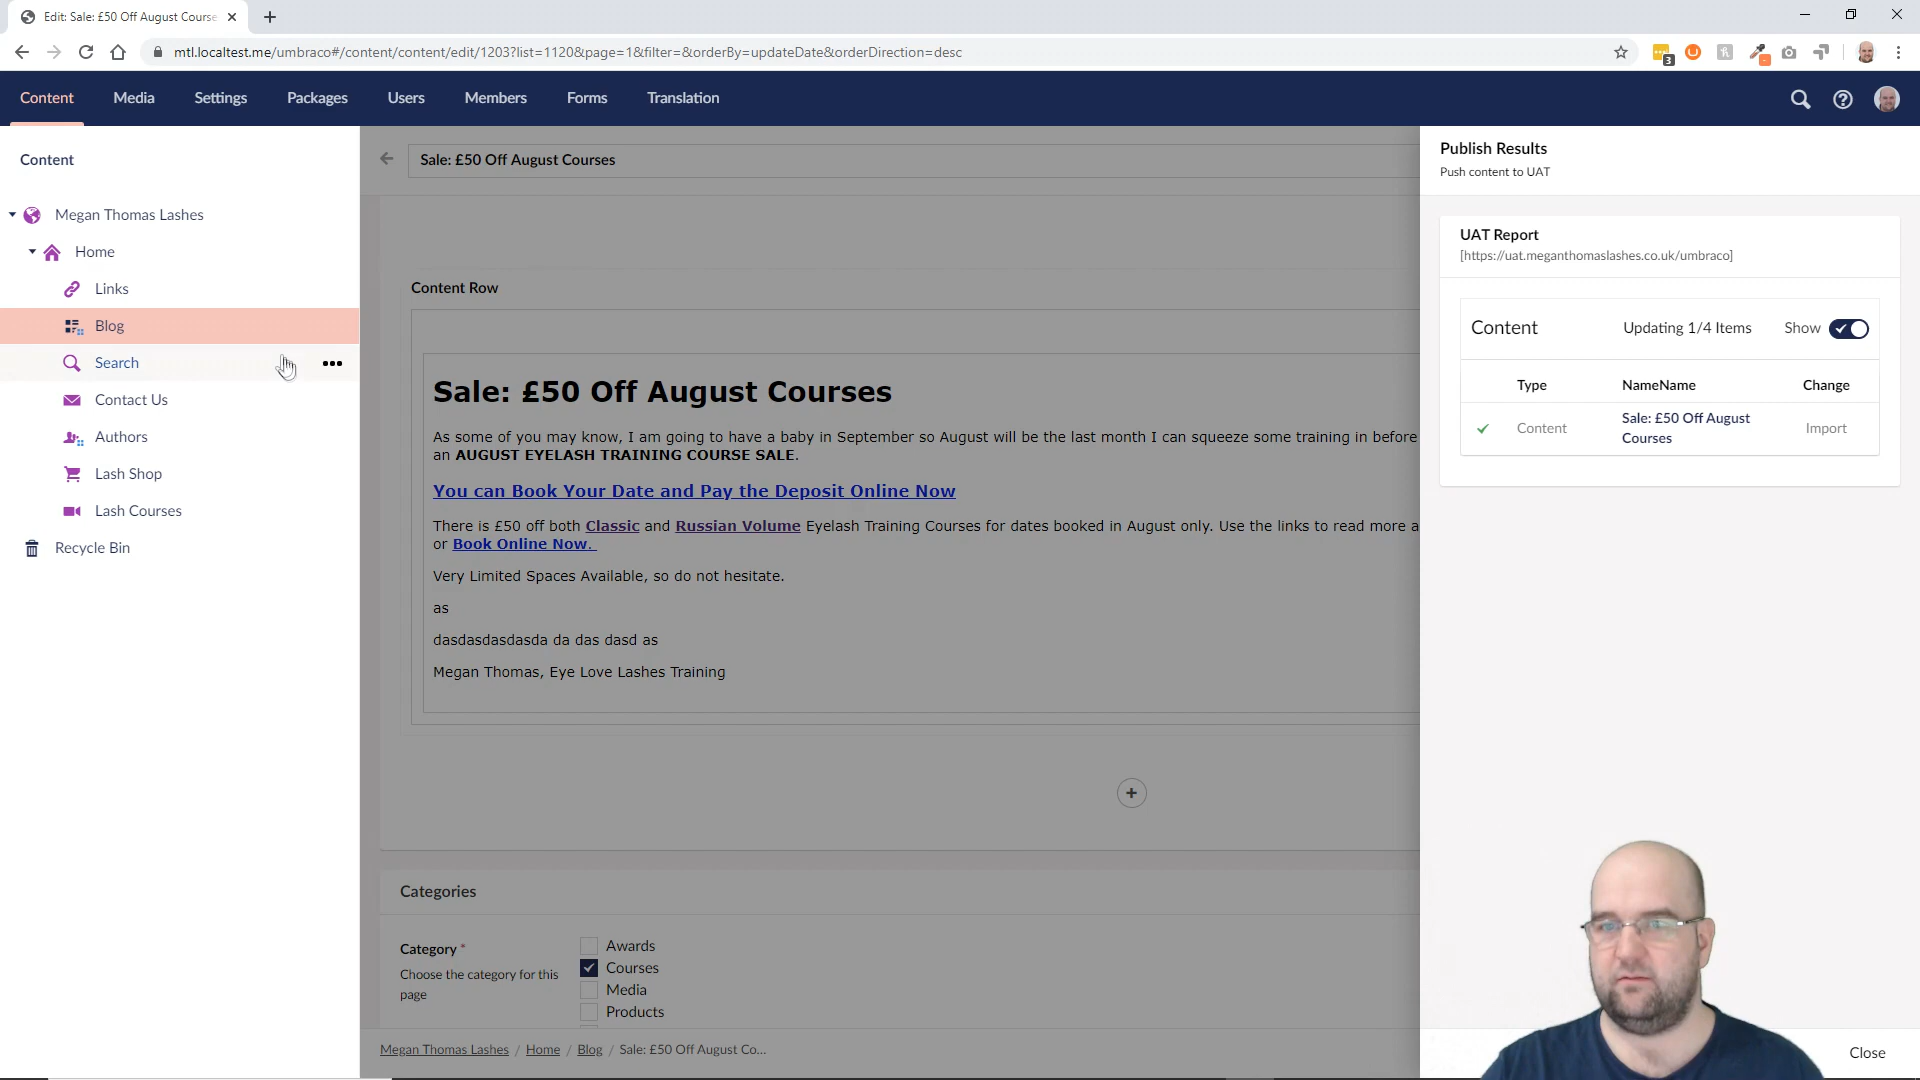 Edit: Sale: £50 Off August Course
mtl.localtest.me/umbraco#/content/content/edit/1203?list=1120&page=1&filter=&orderBy=updateDate&orderDirection=desc
3
Content
Media
Settings
Packages
Users
Members
Forms
Translation
Content
Megan Thomas Lashes
Home
Links
Blog
Search
Contact Us
Authors
Lash Shop
Lash Courses
Recycle Bin
Sale: £50 Off August Courses
Content Row
Sale: £50 Off August Courses
As some of you may know, I am going to have a baby in September so August will be the last month I can squeeze some training in before
an AUGUST EYELASH TRAINING COURSE SALE.
You can Book Your Date and Pay the Deposit Online Now
There is £50 off both Classic and Russian Volume Eyelash Training Courses for dates booked in August only. Use the links to read more a
or Book Online Now.
Very Limited Spaces Available, so do not hesitate.
as
dasdasdasdasda da das dasd as
Megan Thomas, Eye Love Lashes Training
Categories
Category *
Choose the category for this
page
Awards
Courses
Media
Products
Megan Thomas Lashes / Home / Blog / Sale: £50 Off August Co...
Publish Results
Push content to UAT
UAT Report
[https://uat.meganthomaslashes.co.uk/umbraco]
Content
Updating 1/4 Items
Show
Type
NameName
Change
Content
Sale: £50 Off August
Courses
Import
Close